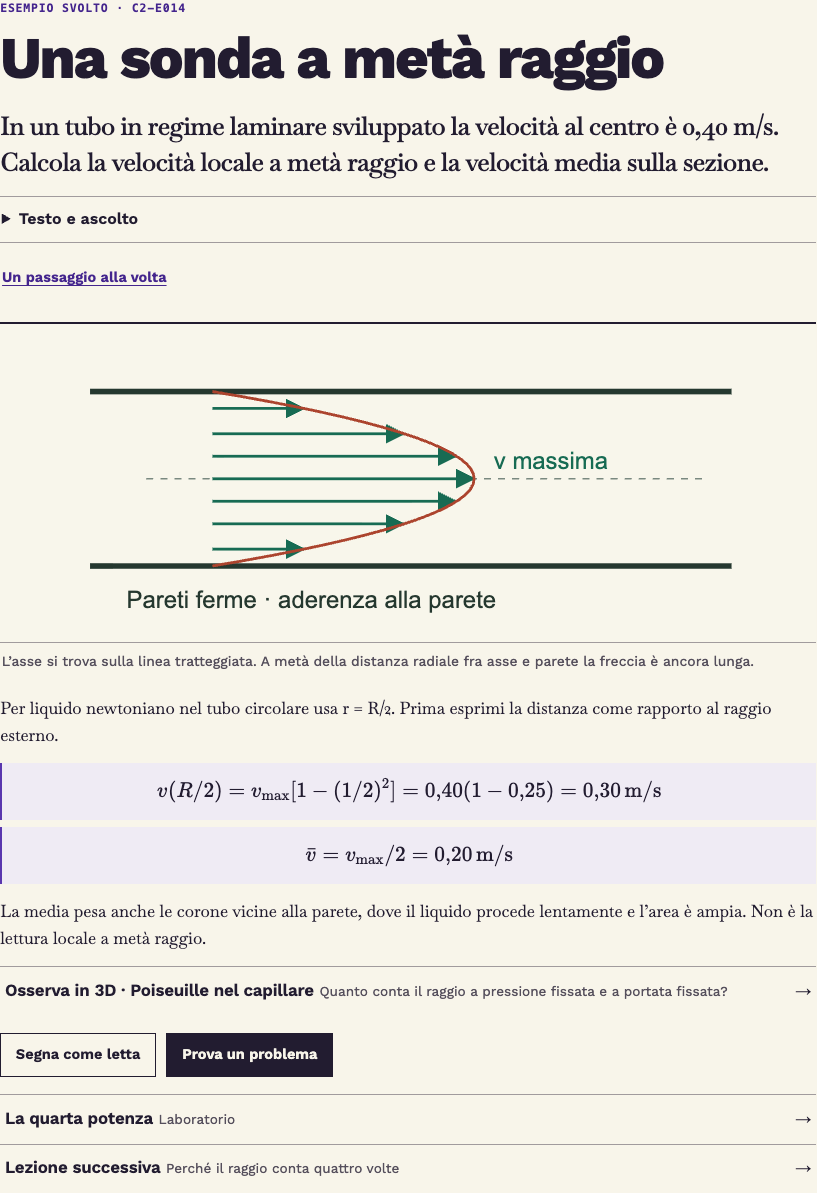 ESEMPIO SVOLTO · C2–E014
Una sonda a metà raggio
In un tubo in regime laminare sviluppato la velocità al centro è 0,40 m/s.
Calcola la velocità locale a metà raggio e la velocità media sulla sezione.
▶ Testo e ascolto
Un passaggio alla volta
v massima
Pareti ferme · aderenza alla parete
L’asse si trova sulla linea tratteggiata. A metà della distanza radiale fra asse e parete la freccia è ancora lunga.
Per liquido newtoniano nel tubo circolare usa r = R/2. Prima esprimi la distanza come rapporto al raggio
esterno.
v(R/2) = v_max[1 − (1/2)²] = 0,40(1 − 0,25) = 0,30 m/s
v̄ = v_max/2 = 0,20 m/s
La media pesa anche le corone vicine alla parete, dove il liquido procede lentamente e l’area è ampia. Non è la
lettura locale a metà raggio.
Osserva in 3D · Poiseuille nel capillare Quanto conta il raggio a pressione fissata e a portata fissata? →
Segna come letta Prova un problema
La quarta potenza Laboratorio →
Lezione successiva Perché il raggio conta quattro volte →